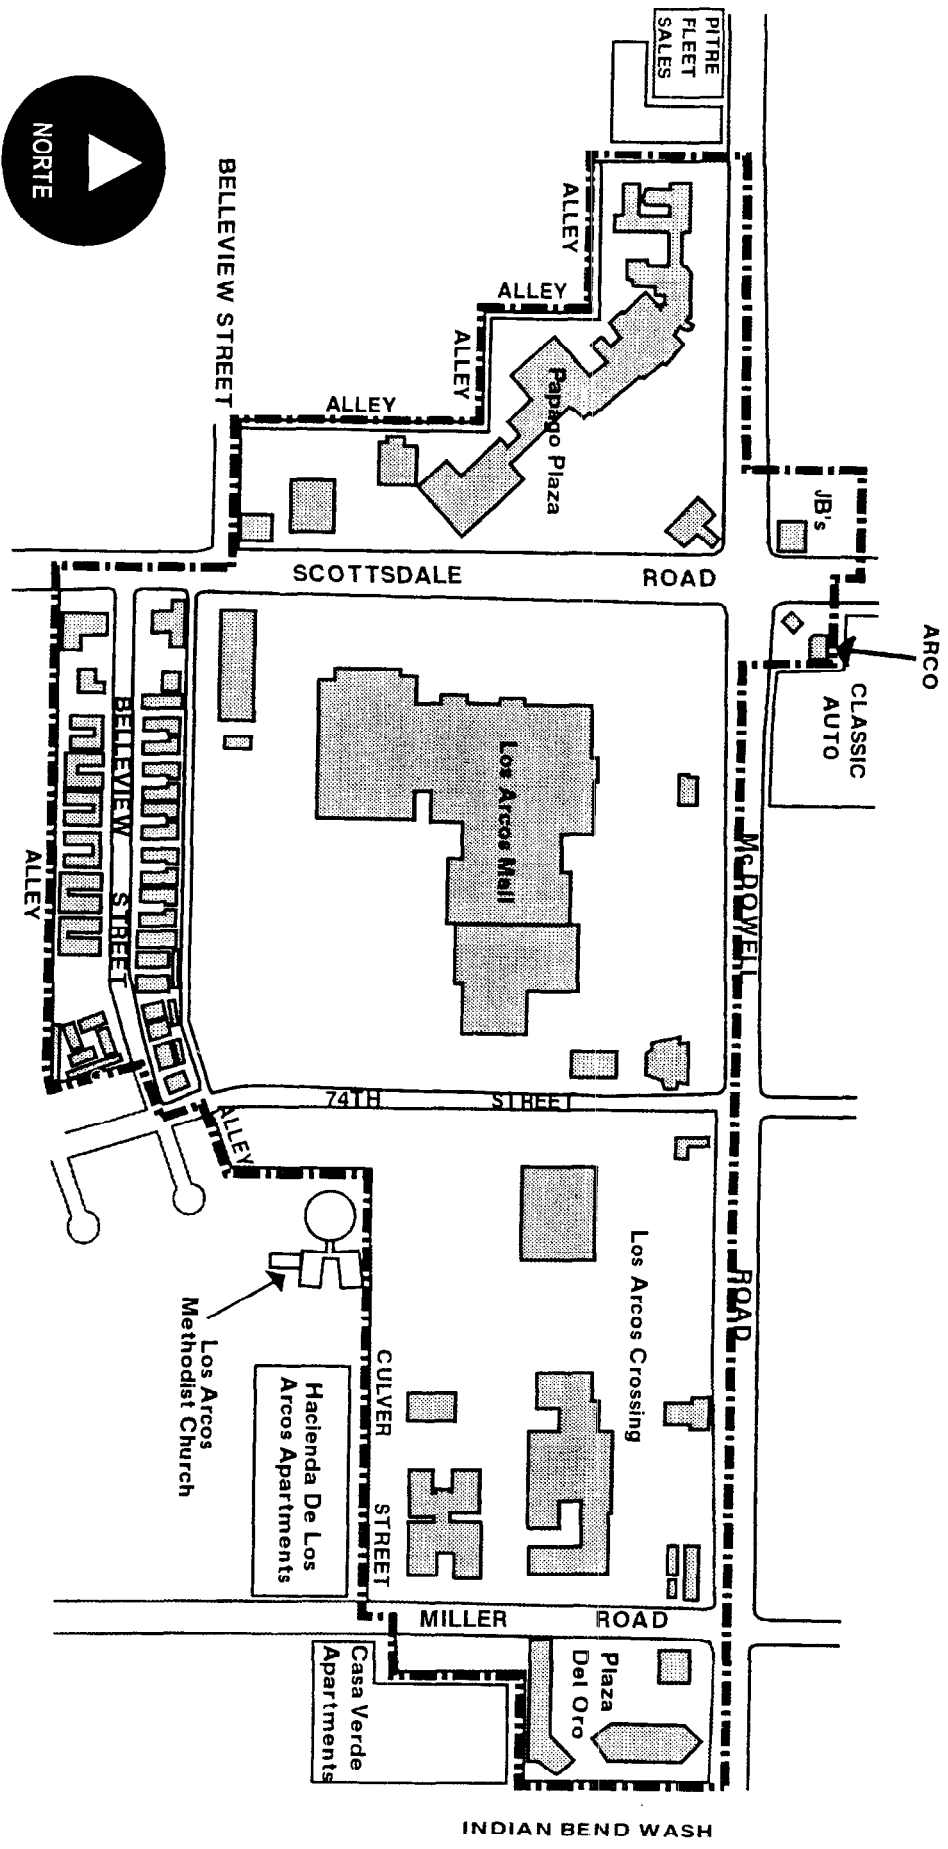 PITRE
FLEET
SALES
NORTE
BELLEVIEW STREET
ALLEY
ALLEY
ALLEY
ALLEY
Papago Plaza
JB's
SCOTTSDALE ROAD
ARCO
CLASSIC
AUTO
Los Arcos Mall
BELLEVIEW STREET
ALLEY
McDOWELL ROAD
74TH STREET
ALLEY
Los Arcos Crossing
Los Arcos
Methodist Church
Hacienda De Los
Arcos Apartments
CULVER STREET
MILLER ROAD
Casa Verde
Apartments
Plaza
Del Oro
INDIAN BEND WASH